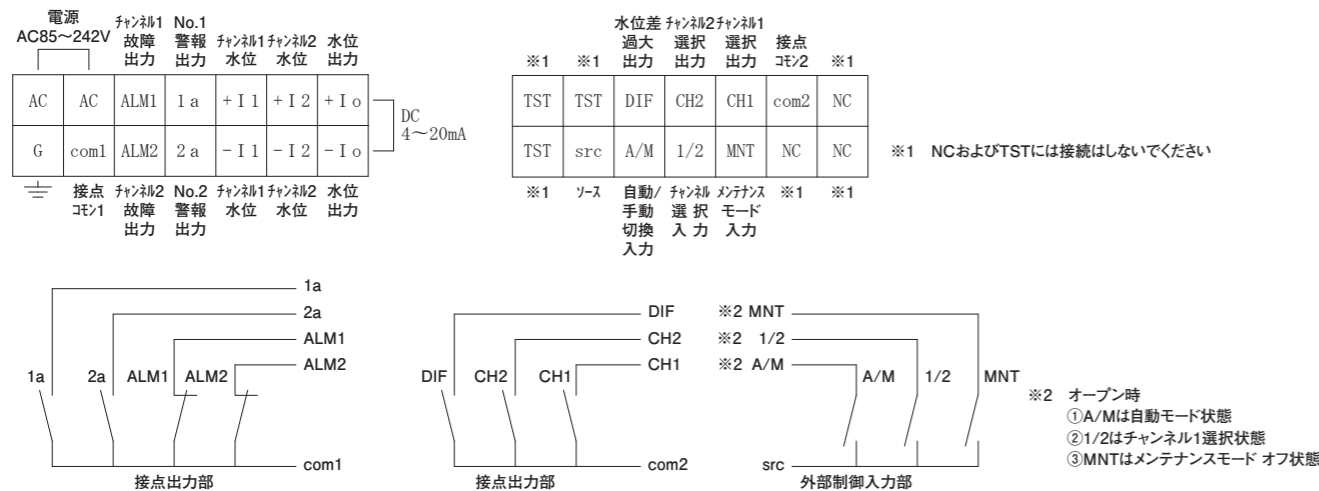 電源
AC85～242V
チャンネル1
故障
出力
No.1
警報
出力
チャンネル1
水位
チャンネル2
水位
水位
出力
AC AC ALM1 1a +I1 +I2 +Io
G com1 ALM2 2a -I1 -I2 -Io
DC
4～20mA
接点
コモン1
チャンネル2
故障
出力
No.2
警報
出力
チャンネル1
水位
チャンネル2
水位
水位
出力
※1
※1
水位差
過大
出力
チャンネル2
選択
出力
チャンネル1
選択
出力
接点
コモン2
※1
TST TST DIF CH2 CH1 com2 NC
TST src A/M 1/2 MNT NC NC
※1
ソース
自動/
手動
切換
入力
チャンネル
選 択
入 力
メンテナンス
モード
入力
※1
※1
※1 NCおよびTSTには接続はしないでください
1a
2a
ALM1
ALM2
1a 2a ALM1 ALM2
com1
接点出力部
DIF
CH2
CH1
DIF CH2 CH1
com2
接点出力部
※2 MNT
※2 1/2
※2 A/M
A/M 1/2 MNT
src
外部制御入力部
※2 オープン時
①A/Mは自動モード状態
②1/2はチャンネル1選択状態
③MNTはメンテナンスモード オフ状態